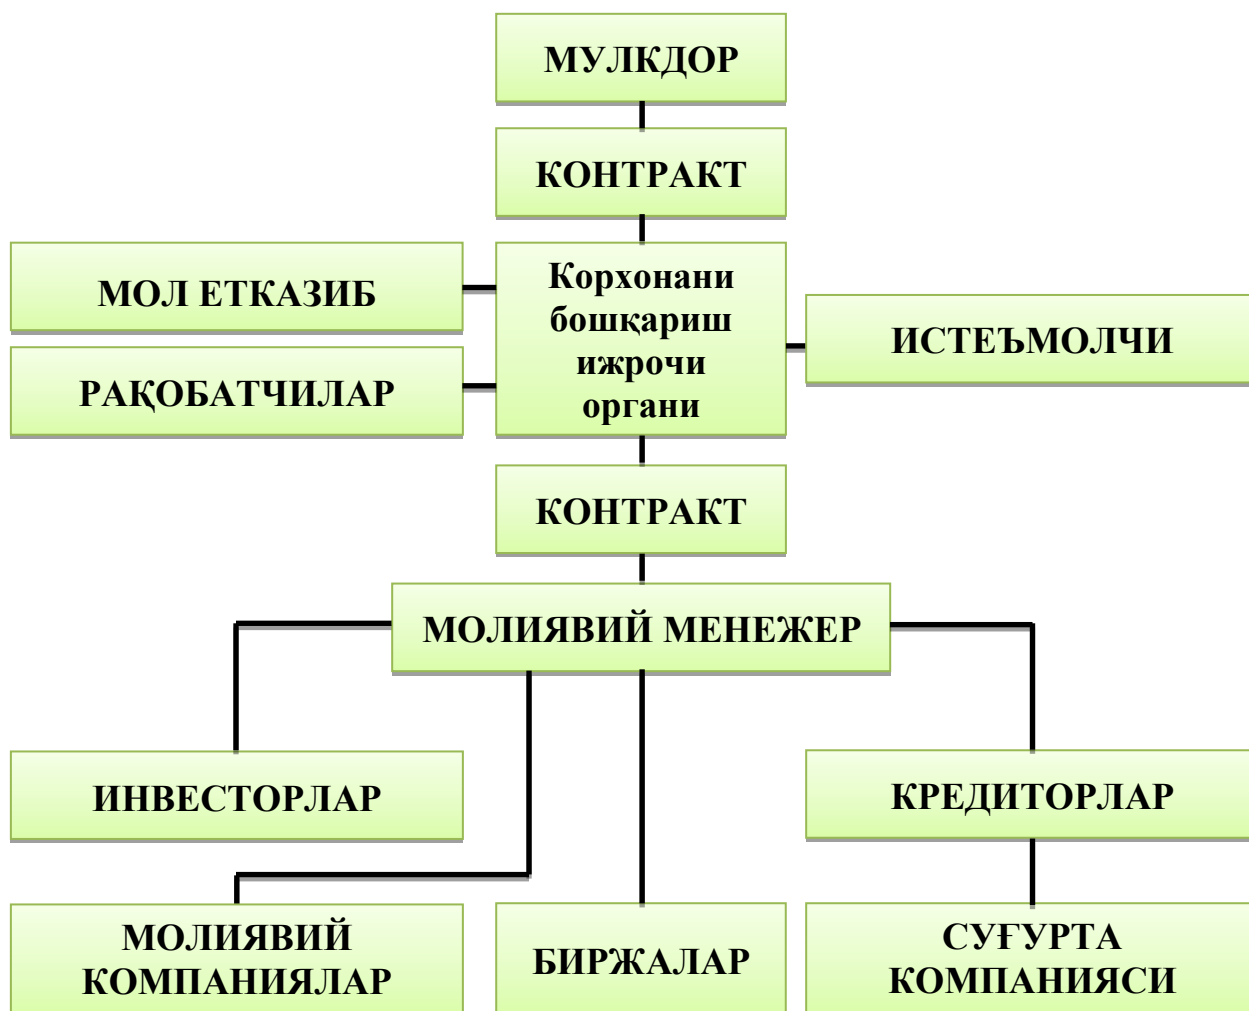 МУЛКДОР
КОНТРАКТ
МОЛ ЕТКАЗИБ
РАҚОБАТЧИЛАР
Корхонани
бошқариш
ижрочи
органи
ИСТЕЪМОЛЧИ
КОНТРАКТ
МОЛИЯВИЙ МЕНЕЖЕР
ИНВЕСТОРЛАР
КРЕДИТОРЛАР
МОЛИЯВИЙ
КОМПАНИЯЛАР
БИРЖАЛАР
СУҒУРТА
КОМПАНИЯСИ